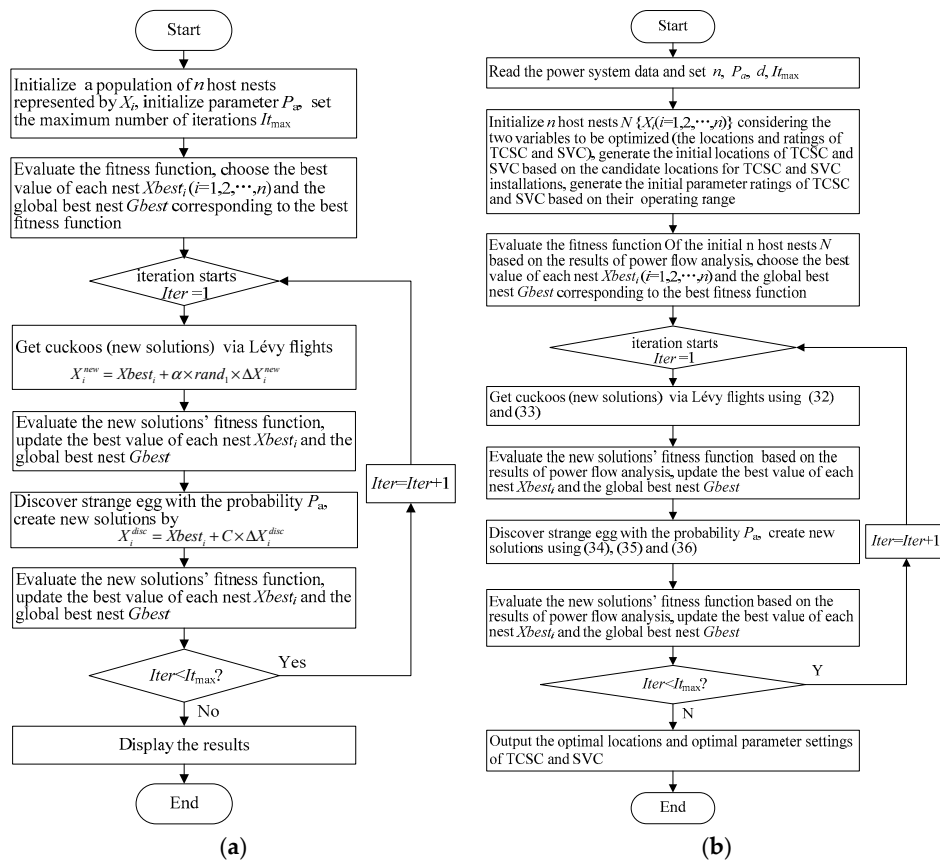 Start
Initialize a population of n host nests
represented by Xi, initialize parameter Pa, set
the maximum number of iterations Itmax
Evaluate the fitness function, choose the best
value of each nest Xbesti (i=1,2,⋯,n) and the
global best nest Gbest corresponding to the best
fitness function
iteration starts
Iter =1
Get cuckoos (new solutions) via Lévy flights
Xi^new = Xbesti + α×rand1×ΔXi^new
Evaluate the new solutions' fitness function,
update the best value of each nest Xbesti and the
global best nest Gbest
Iter=Iter+1
Discover strange egg with the probability Pa,
create new solutions by
Xi^disc = Xbesti + C×ΔXi^disc
Evaluate the new solutions' fitness function,
update the best value of each nest Xbesti and the
global best nest Gbest
Iter<Itmax?
Yes
No
Display the results
End
(a)
Start
Read the power system data and set n, Pa, d, Itmax
Initialize n host nests N {Xi(i=1,2,⋯,n)} considering the
two variables to be optimized (the locations and ratings of
TCSC and SVC), generate the initial locations of TCSC and
SVC based on the candidate locations for TCSC and SVC
installations, generate the initial parameter ratings of TCSC
and SVC based on their operating range
Evaluate the fitness function Of the initial n host nests N
based on the results of power flow analysis, choose the best
value of each nest Xbesti (i=1,2,⋯,n) and the global best
nest Gbest corresponding to the best fitness function
iteration starts
Iter =1
Get cuckoos (new solutions) via Lévy flights using (32)
and (33)
Evaluate the new solutions' fitness function based on the
results of power flow analysis, update the best value of each
nest Xbesti and the global best nest Gbest
Discover strange egg with the probability Pa, create new
solutions using (34), (35) and (36)
Iter=Iter+1
Evaluate the new solutions' fitness function based on the
results of power flow analysis, update the best value of each
nest Xbesti and the global best nest Gbest
Iter<Itmax?
Y
N
Output the optimal locations and optimal parameter settings
of TCSC and SVC
End
(b)